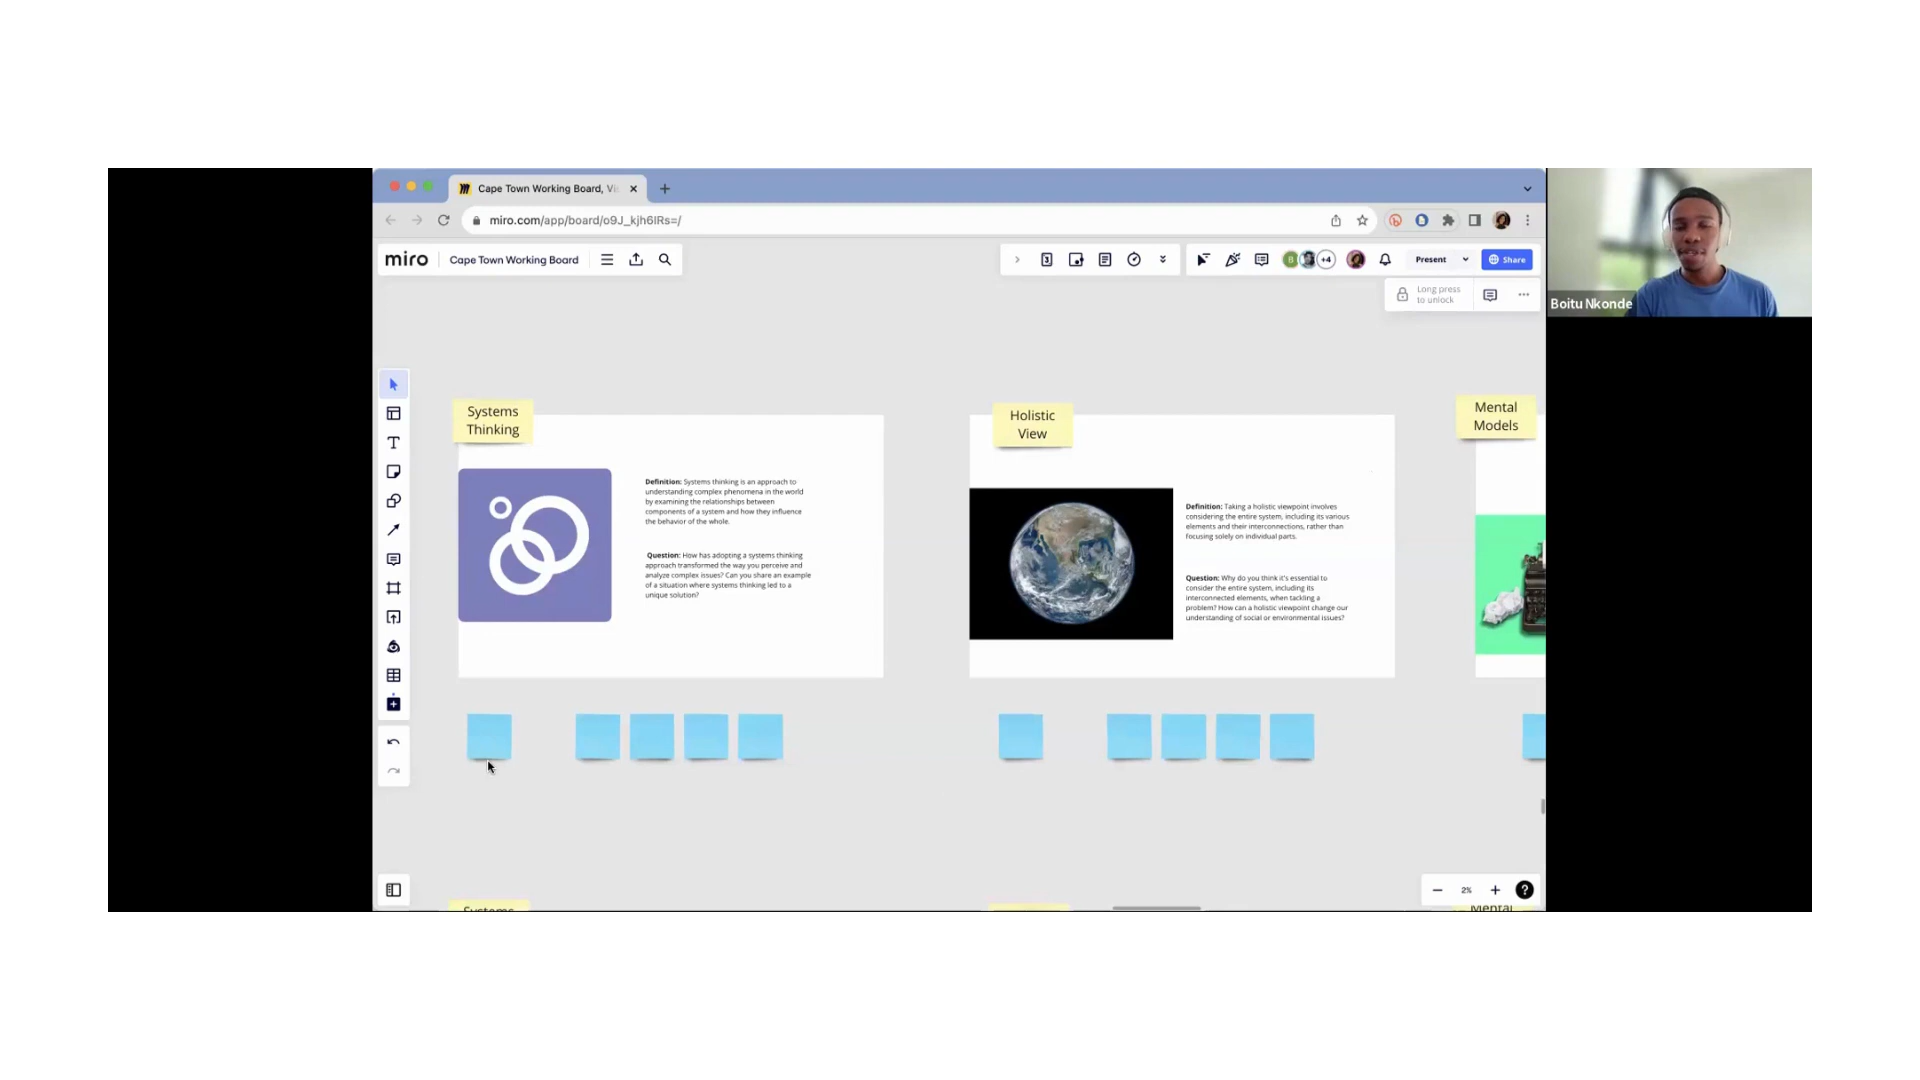 Cape Town Working Board, Vi
miro.com/app/board/o9J_kjh6IRs=/
miro
Cape Town Working Board
3
B
+4
Present
Share
Long press
to unlock
Boitu Nkonde
Systems
Thinking
Definition: Systems thinking is an approach to
understanding complex phenomena in the world
by examining the relationships between
components of a system and how they influence
the behavior of the whole.
Question: How has adopting a systems thinking
approach transformed the way you perceive and
analyze complex issues? Can you share an example
of a situation where systems thinking led to a
unique solution?
Holistic
View
Definition: Taking a holistic viewpoint involves
considering the entire system, including its various
elements and their interconnections, rather than
focusing solely on individual parts.
Question: Why do you think it's essential to
consider the entire system, including its
interconnected elements, when tackling a
problem? How can a holistic viewpoint change our
understanding of social or environmental issues?
Mental
Models
2%
?
Systems
Mental